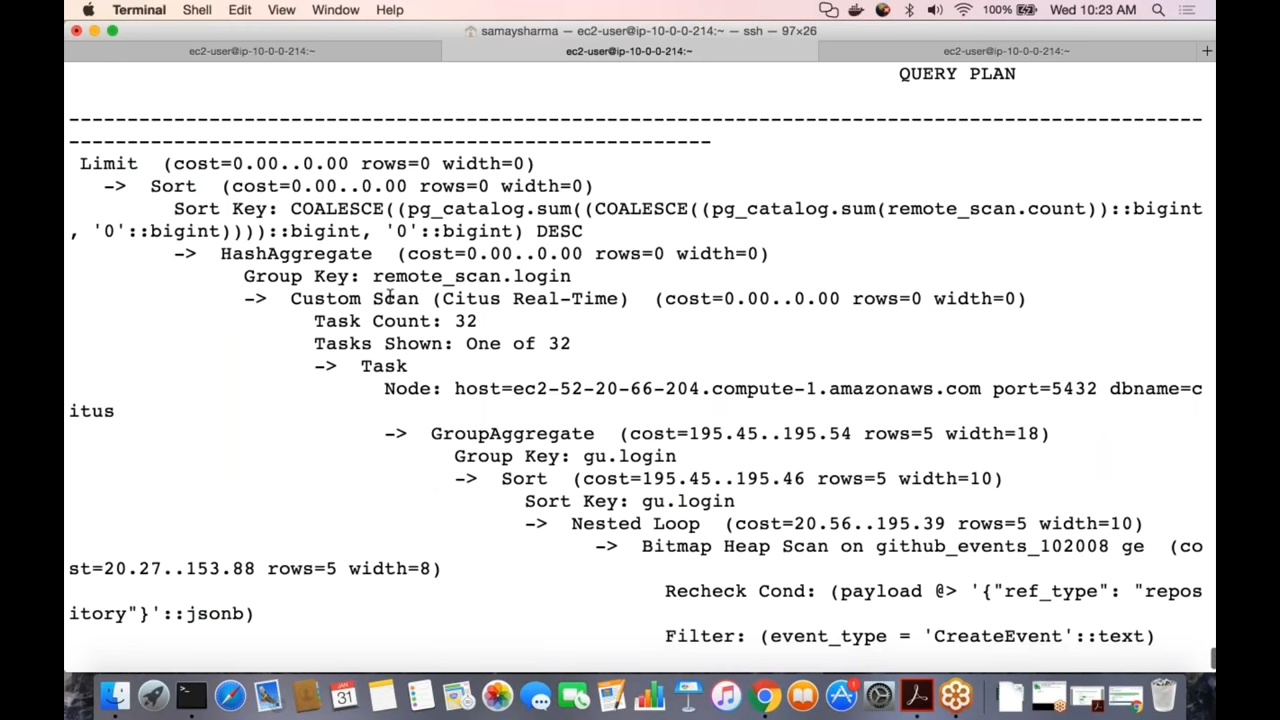 Terminal Shell Edit View Window Help 100% Wed 10:23 AM
samaysharma — ec2-user@ip-10-0-0-214:~ — ssh — 97×26
ec2-user@ip-10-0-0-214:~ ec2-user@ip-10-0-0-214:~ ec2-user@ip-10-0-0-214:~ +
QUERY PLAN
-------------------------------------------------------------------------------------------------
-------------------------------------------------------
Limit (cost=0.00..0.00 rows=0 width=0)
-> Sort (cost=0.00..0.00 rows=0 width=0)
Sort Key: COALESCE((pg_catalog.sum((COALESCE((pg_catalog.sum(remote_scan.count))::bigint
, '0'::bigint))))::bigint, '0'::bigint) DESC
-> HashAggregate (cost=0.00..0.00 rows=0 width=0)
Group Key: remote_scan.login
-> Custom Scan (Citus Real-Time) (cost=0.00..0.00 rows=0 width=0)
Task Count: 32
Tasks Shown: One of 32
-> Task
Node: host=ec2-52-20-66-204.compute-1.amazonaws.com port=5432 dbname=c
itus
-> GroupAggregate (cost=195.45..195.54 rows=5 width=18)
Group Key: gu.login
-> Sort (cost=195.45..195.46 rows=5 width=10)
Sort Key: gu.login
-> Nested Loop (cost=20.56..195.39 rows=5 width=10)
-> Bitmap Heap Scan on github_events_102008 ge (co
st=20.27..153.88 rows=5 width=8)
Recheck Cond: (payload @> '{"ref_type": "repos
itory"}'::jsonb)
Filter: (event_type = 'CreateEvent'::text)
JAN
31
1